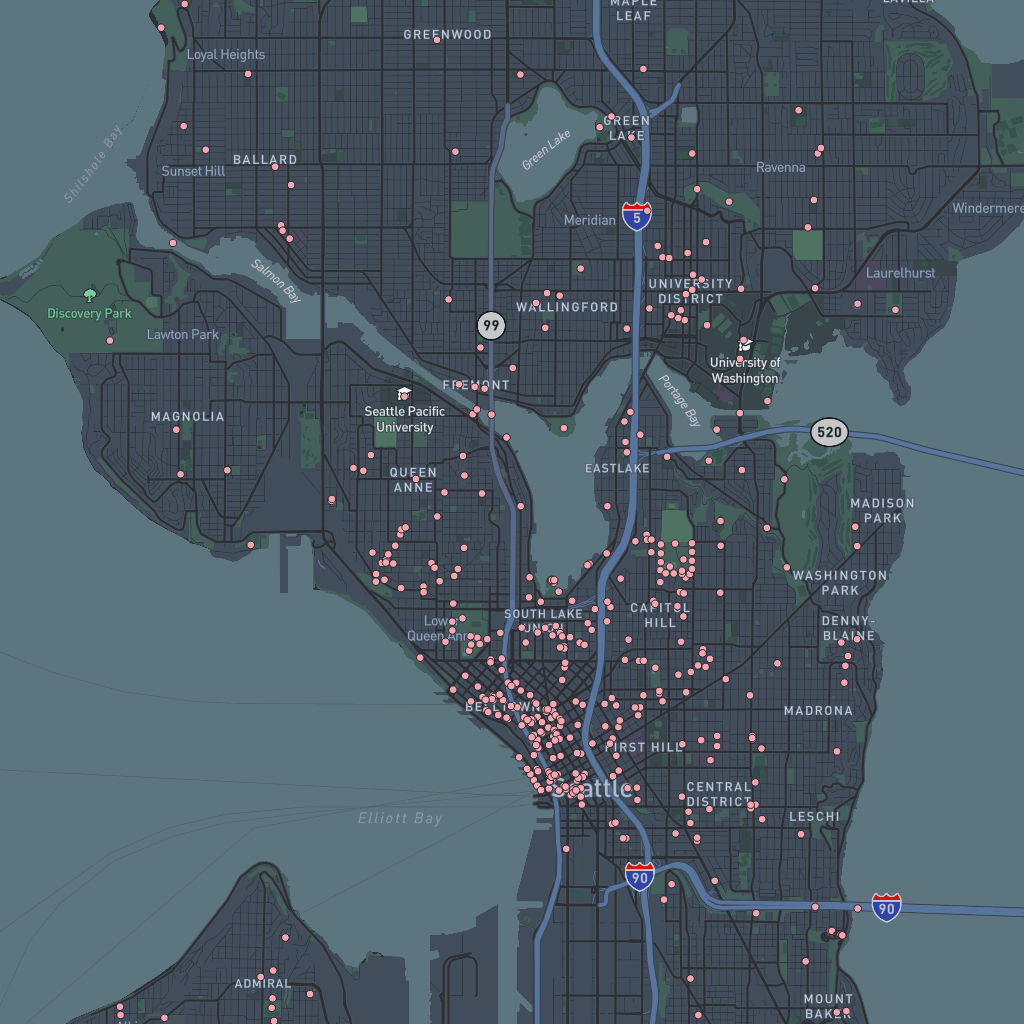 MAPLE
LEAF
GREENWOOD
Loyal Heights
GREEN
LAKE
Green Lake
Shilshole Bay
BALLARD
Sunset Hill
Ravenna
Windermere
Meridian
5
Salmon Bay
Laurelhurst
UNIVERSITY
DISTRICT
WALLINGFORD
Discovery Park
99
Lawton Park
University of
Washington
FREMONT
Portage Bay
Seattle Pacific
University
MAGNOLIA
520
QUEEN
ANNE
EASTLAKE
MADISON
PARK
WASHINGTON
PARK
CAPITOL
HILL
SOUTH LAKE
UNION
Lower
Queen Anne
DENNY-
BLAINE
BELLTOWN
MADRONA
FIRST HILL
Seattle
CENTRAL
DISTRICT
Elliott Bay
LESCHI
90
90
ADMIRAL
MOUNT
BAKER